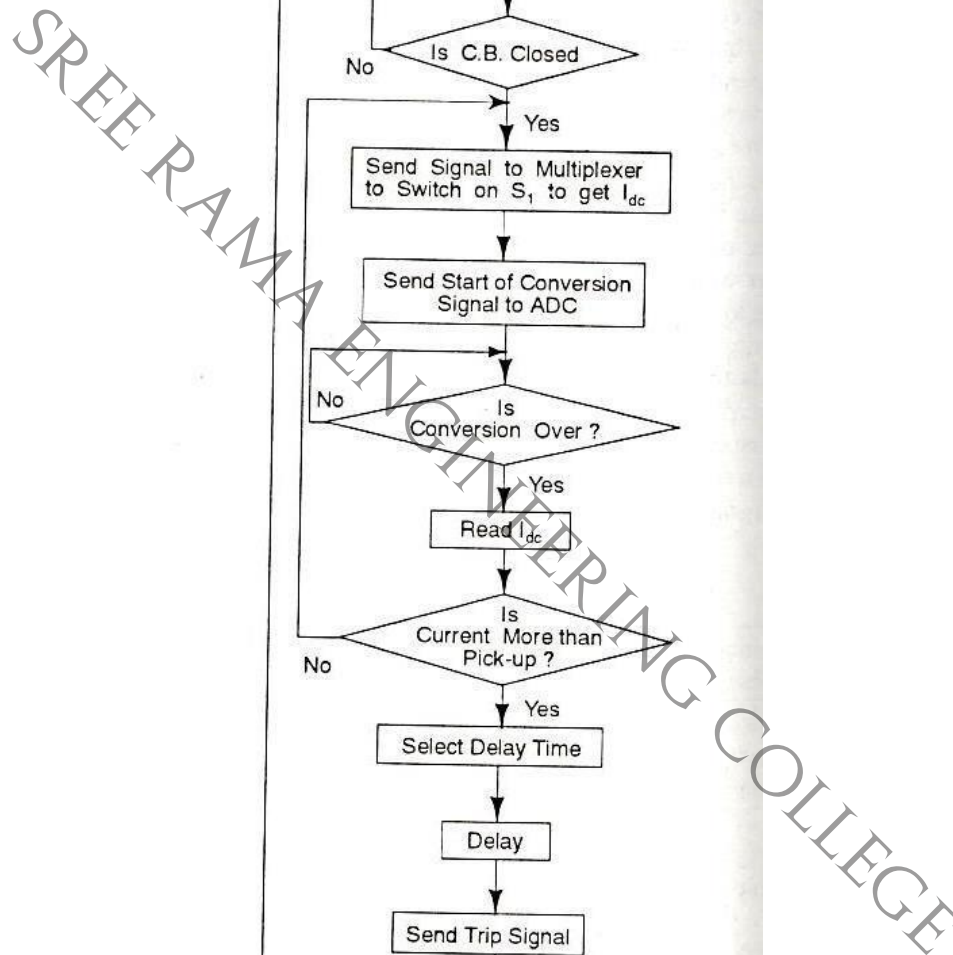 Is C.B. Closed
No
Yes
Send Signal to Multiplexer
to Switch on S₁ to get I_dc
Send Start of Conversion
Signal to ADC
No
Is
Conversion Over ?
Yes
Read I_dc
Is
Current More than
Pick-up ?
No
Yes
Select Delay Time
Delay
Send Trip Signal
SREE RAMA ENGINEERING COLLEGE